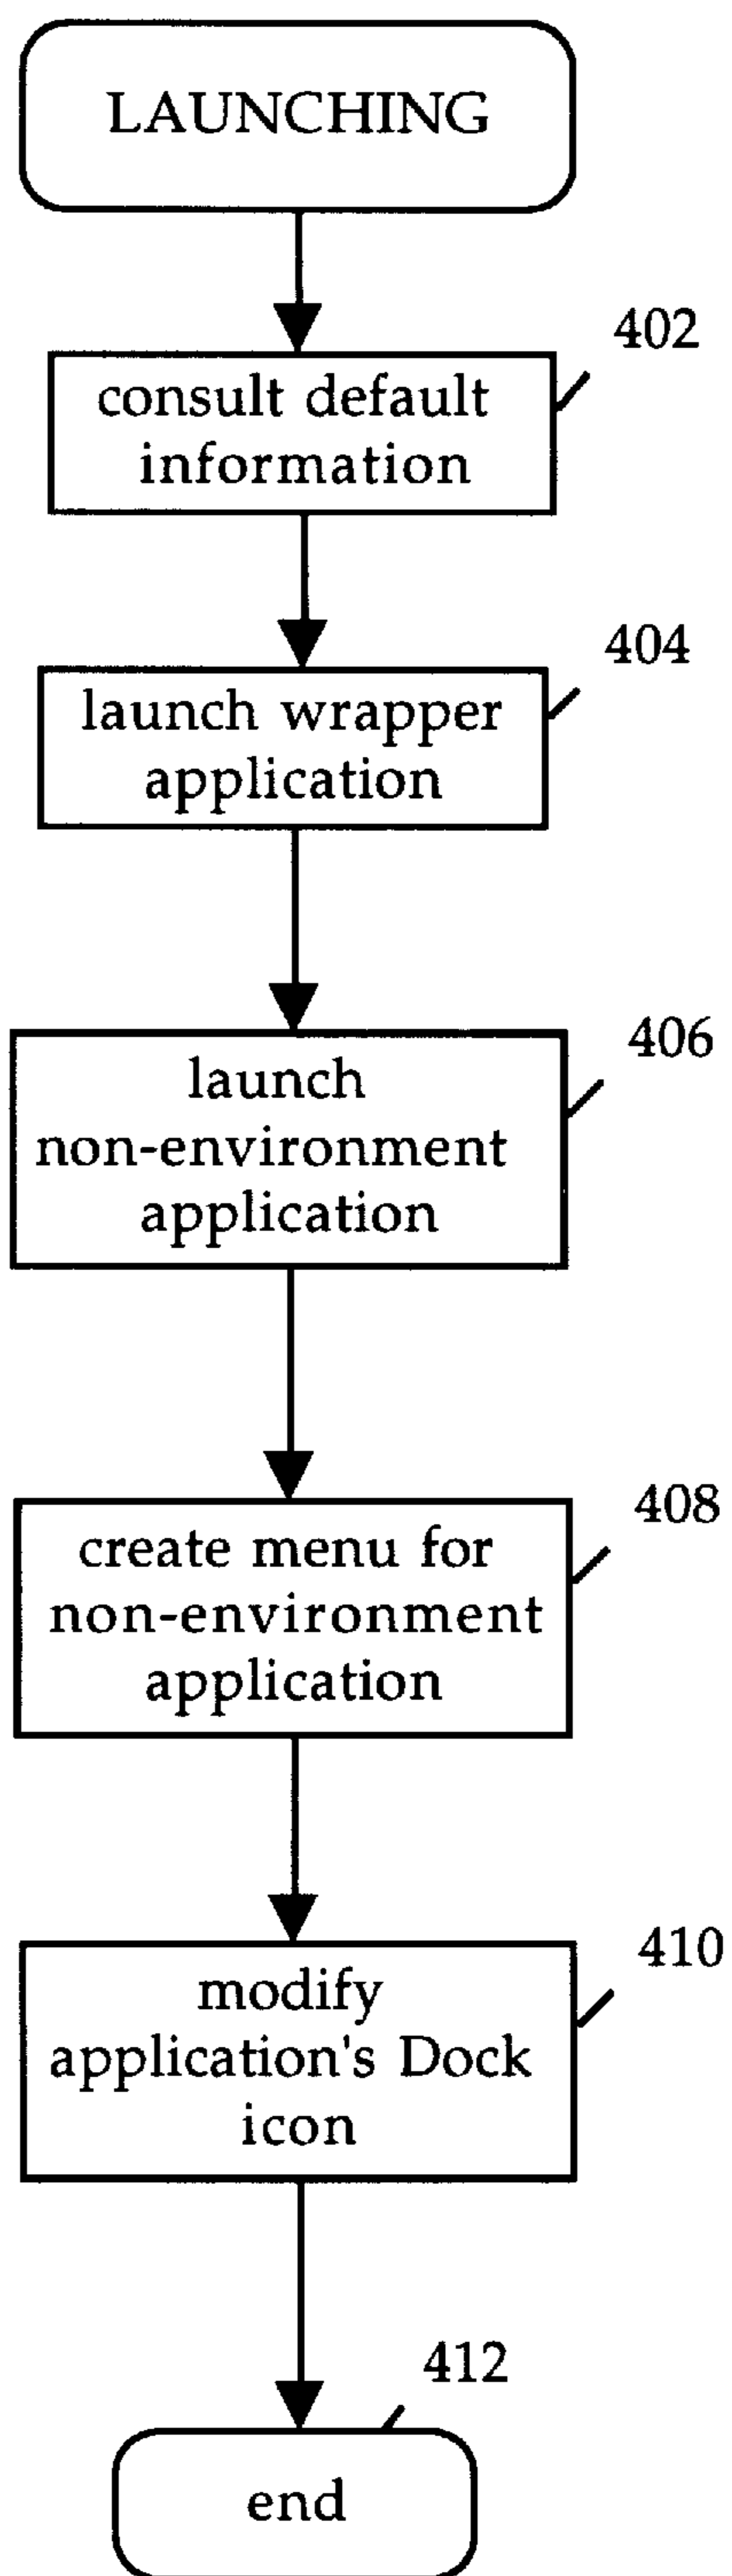 LAUNCHING
402
consult default
information
404
launch wrapper
application
406
launch
non-environment
application
408
create menu for
non-environment
application
410
modify
application's Dock
icon
412
end